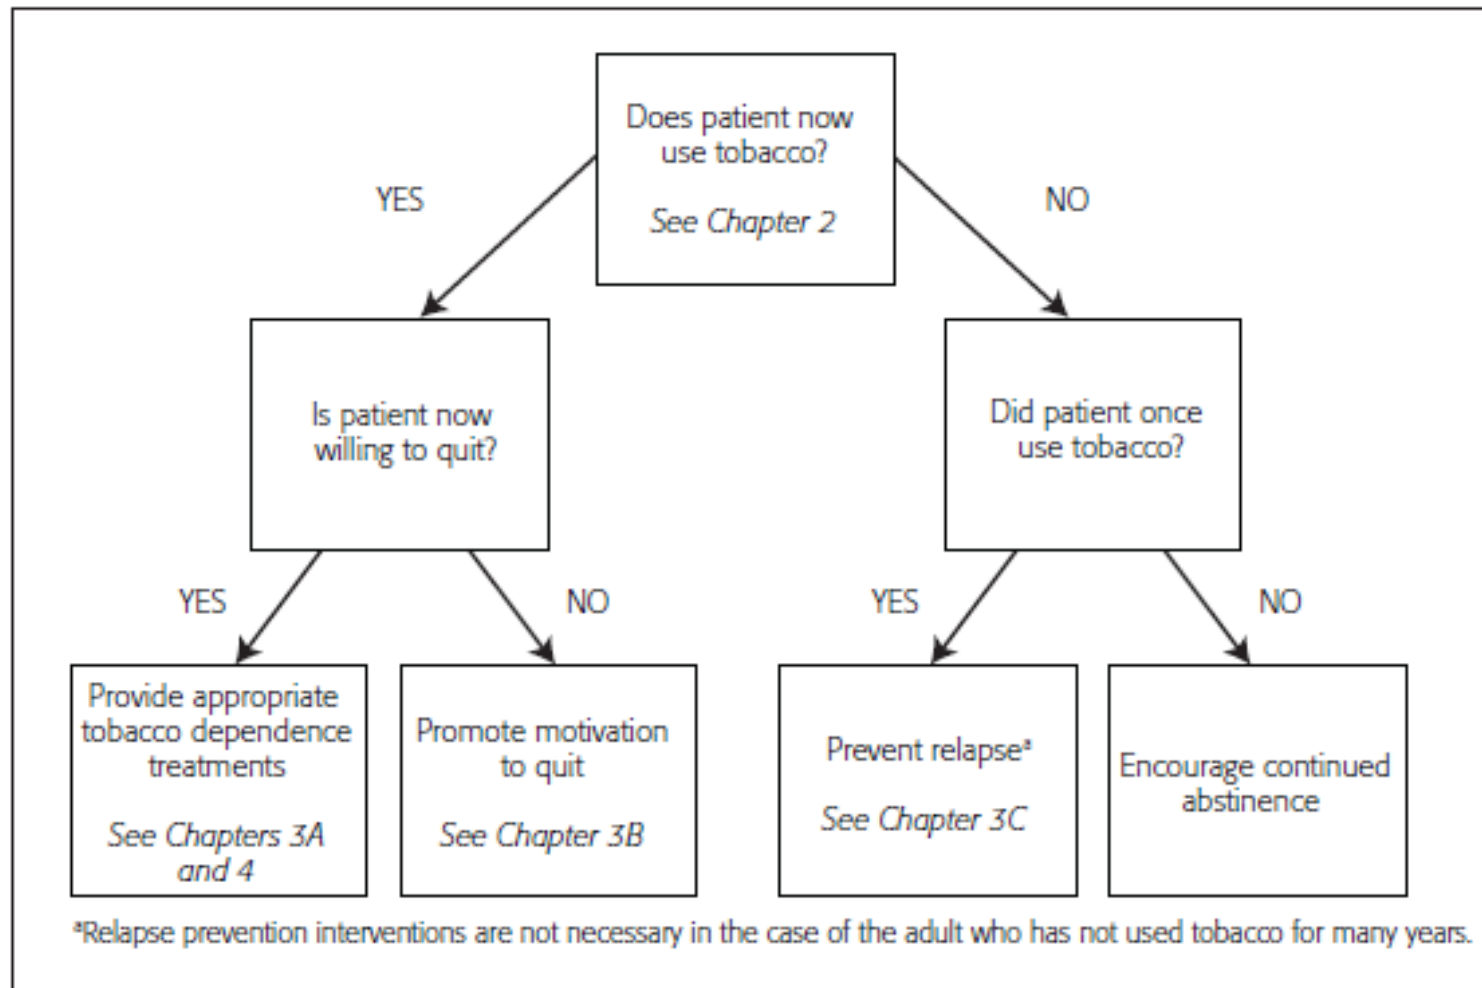 Does patient now
use tobacco?
See Chapter 2
YES
NO
Is patient now
willing to quit?
Did patient once
use tobacco?
YES
NO
YES
NO
Provide appropriate
tobacco dependence
treatments
See Chapters 3A
and 4
Promote motivation
to quit
See Chapter 3B
Prevent relapseᵃ
See Chapter 3C
Encourage continued
abstinence
ᵃRelapse prevention interventions are not necessary in the case of the adult who has not used tobacco for many years.